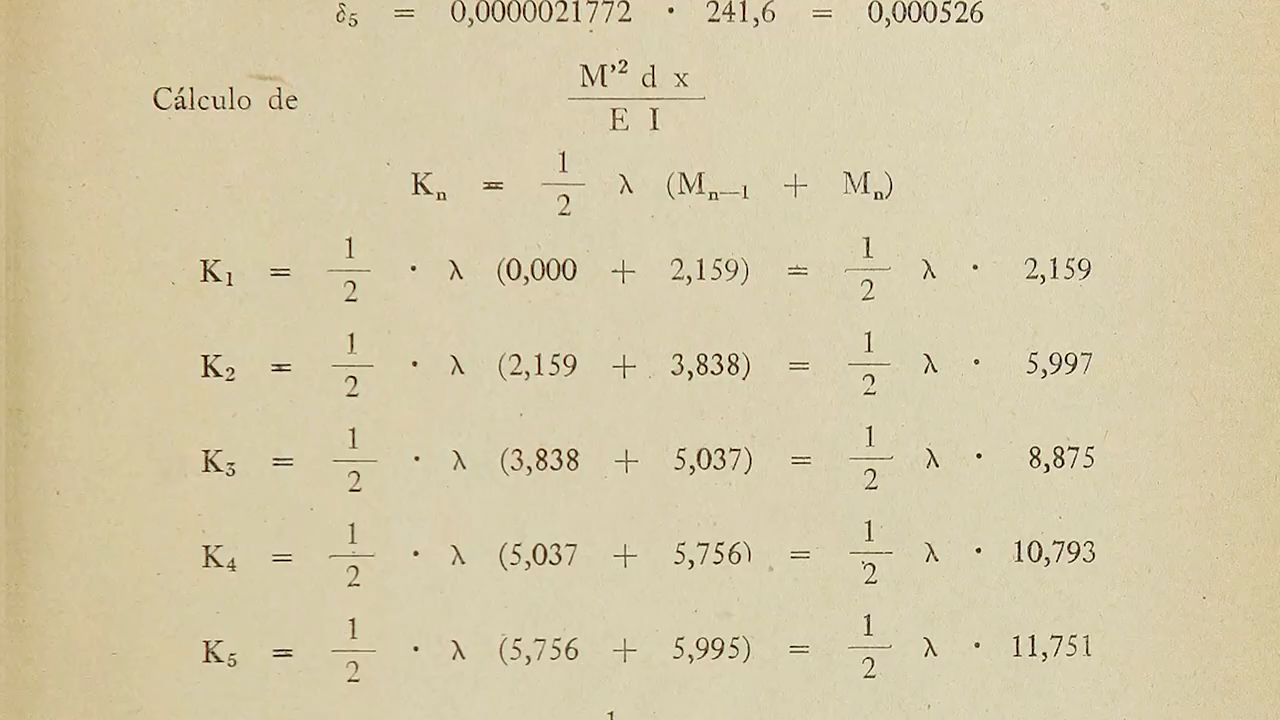 δ5 = 0,0000021772 · 241,6 = 0,000526
Cálculo de M'² d x / E I
Kn = 1/2 λ (Mn—1 + Mn)
K1 = 1/2 · λ (0,000 + 2,159) = 1/2 λ · 2,159
K2 = 1/2 · λ (2,159 + 3,838) = 1/2 λ · 5,997
K3 = 1/2 · λ (3,838 + 5,037) = 1/2 λ · 8,875
K4 = 1/2 · λ (5,037 + 5,756) = 1/2 λ · 10,793
K5 = 1/2 · λ (5,756 + 5,995) = 1/2 λ · 11,751